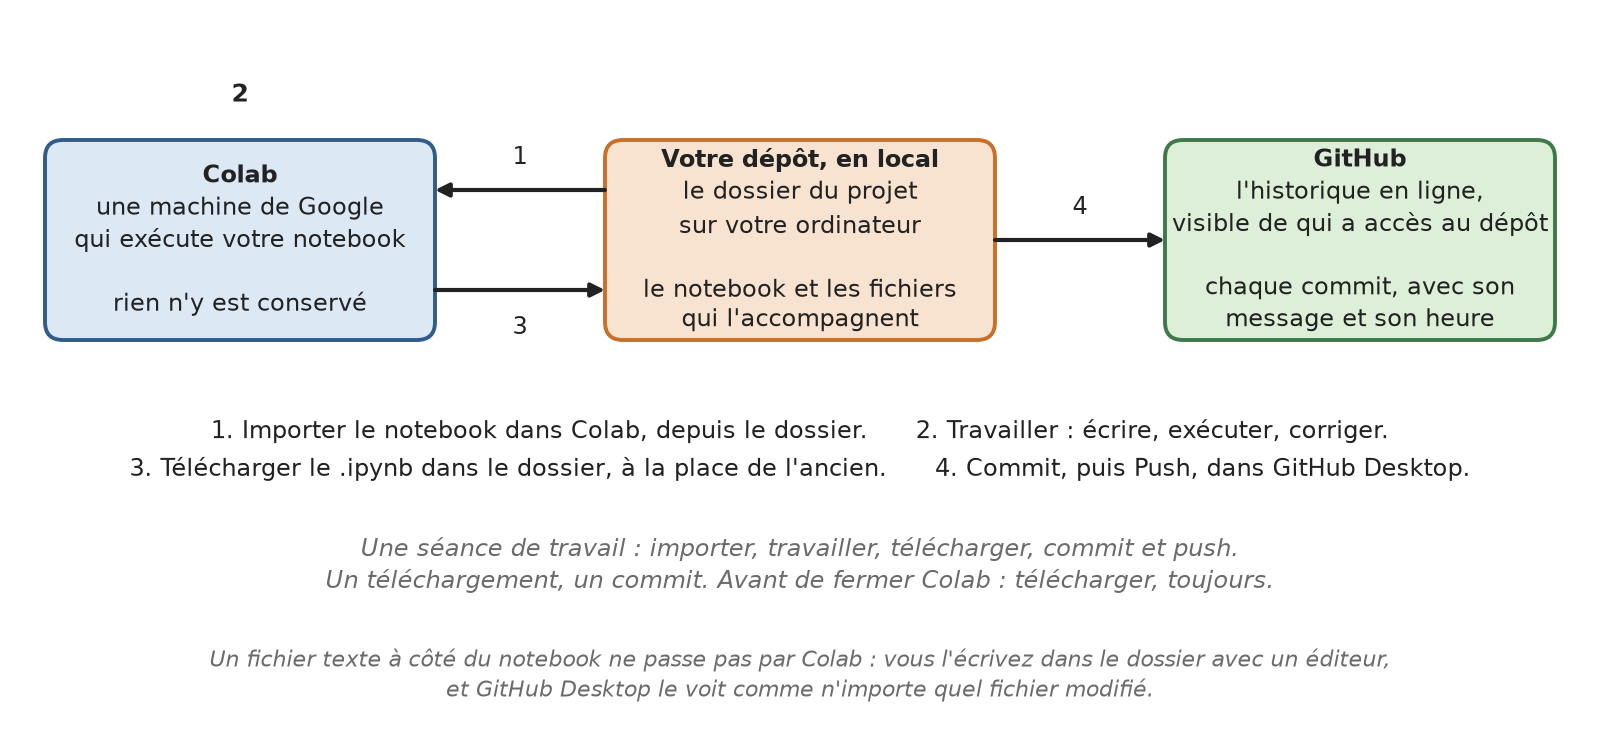 2
Colab
une machine de Google
qui exécute votre notebook
rien n'y est conservé
1
3
Votre dépôt, en local
le dossier du projet
sur votre ordinateur
le notebook et les fichiers
qui l'accompagnent
4
GitHub
l'historique en ligne,
visible de qui a accès au dépôt
chaque commit, avec son
message et son heure
1. Importer le notebook dans Colab, depuis le dossier. 2. Travailler : écrire, exécuter, corriger.
3. Télécharger le .ipynb dans le dossier, à la place de l'ancien. 4. Commit, puis Push, dans GitHub Desktop.
Une séance de travail : importer, travailler, télécharger, commit et push.
Un téléchargement, un commit. Avant de fermer Colab : télécharger, toujours.
Un fichier texte à côté du notebook ne passe pas par Colab : vous l'écrivez dans le dossier avec un éditeur,
et GitHub Desktop le voit comme n'importe quel fichier modifié.